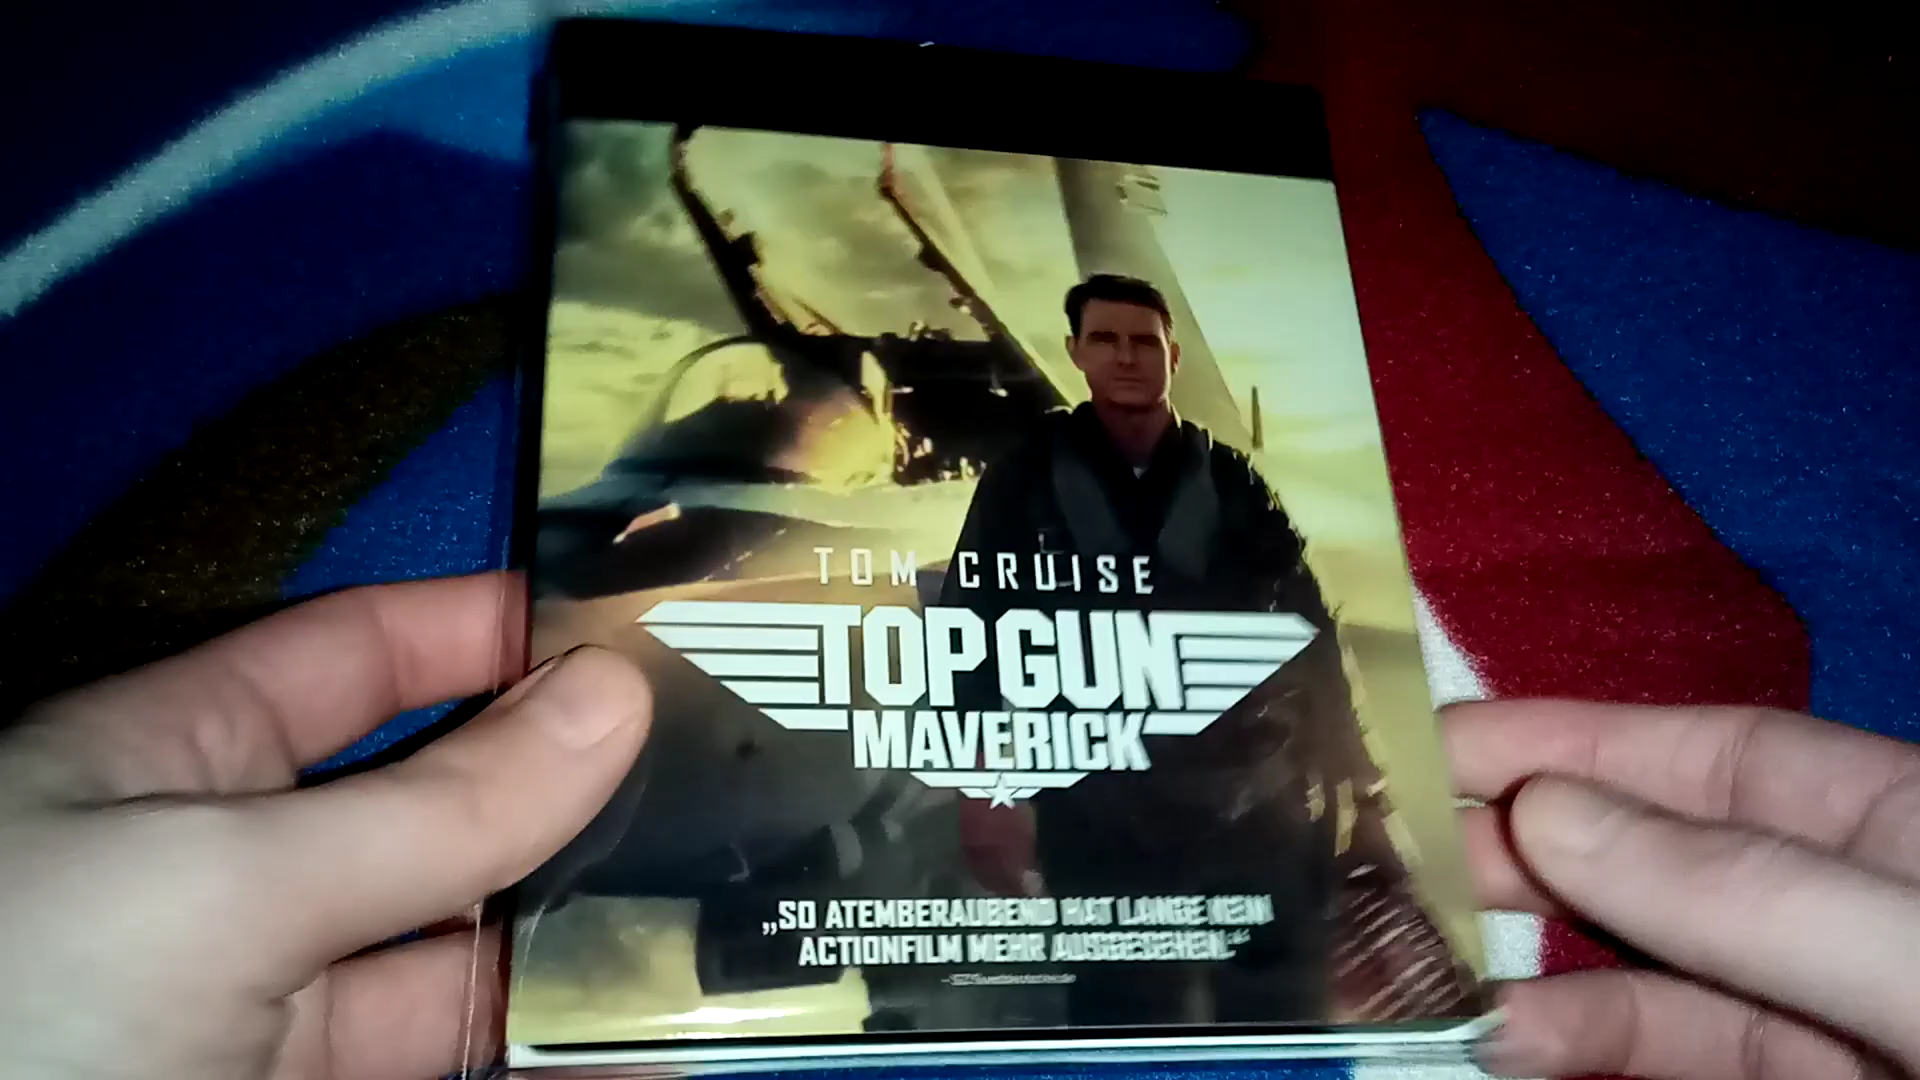 TOM CRUISE
TOP GUN
MAVERICK
„SO ATEMBERAUBEND HAT LANGE KEIN
ACTIONFILM MEHR AUSGESEHEN.“